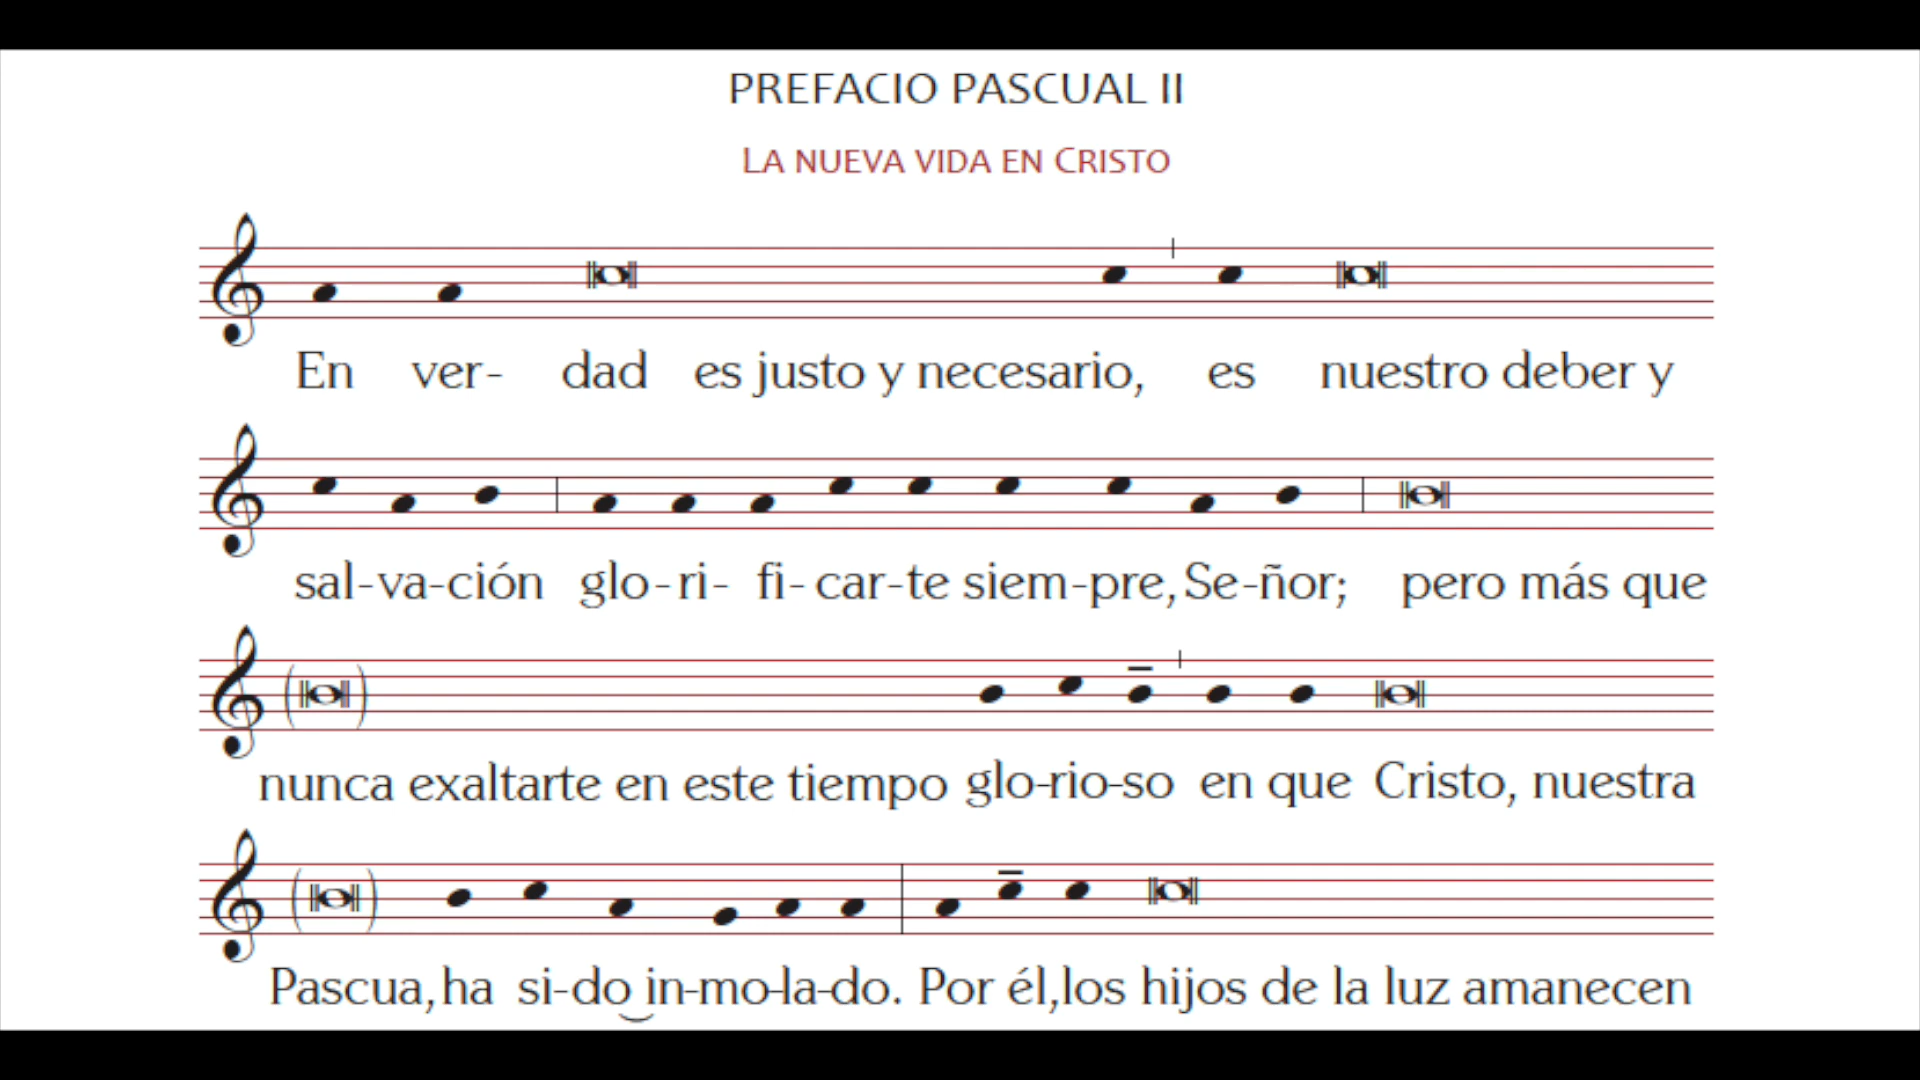 PREFACIO PASCUAL II
LA NUEVA VIDA EN CRISTO
En ver- dad es justo y necesario, es nuestro deber y
sal-va-ción glo-ri- fi-car-te siem-pre, Se-ñor; pero más que
nunca exaltarte en este tiempo glo-rio-so en que Cristo, nuestra
Pascua, ha si-do in-mo-la-do. Por él, los hijos de la luz amanecen